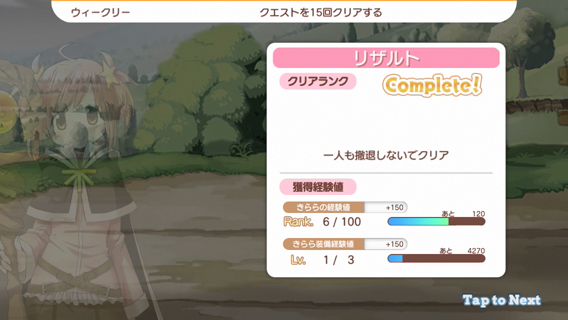 ウィークリー クエストを15回クリアする
リザルト
クリアランク Complete!
一人も撤退しないでクリア
獲得経験値
きららの経験値 +150
あと 120
Rank. 6 / 100
きらら装備経験値 +150
あと 4270
Lv. 1 / 3
Tap to Next